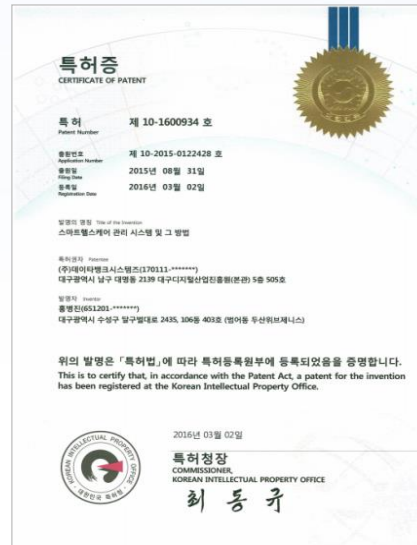 특허증
CERTIFICATE OF PATENT
특 허 제 10-1600934 호
Patent Number
출원번호 제 10-2015-0122428 호
Application Number
출원일 2015년 08월 31일
Filing Date
등록일 2016년 03월 02일
Registration Date
발명의 명칭 Title of the Invention
스마트헬스케어 관리 시스템 및 그 방법
특허권자 Patentee
(주)데이타뱅크시스템즈(170111-*******)
대구광역시 남구 대명동 2139 대구디지털산업진흥원(본관) 5층 505호
발명자 Inventor
홍병진(651201-*******)
대구광역시 수성구 달구벌대로 2435, 106동 403호 (범어동 두산위브제니스)
위의 발명은 「특허법」에 따라 특허등록원부에 등록되었음을 증명합니다.
This is to certify that, in accordance with the Patent Act, a patent for the invention
has been registered at the Korean Intellectual Property Office.
2016년 03월 02일
특허청장
COMMISSIONER,
KOREAN INTELLECTUAL PROPERTY OFFICE
최동규
KOREAN INTELLECTUAL PROPERTY OFFICE
대한민국 특허청